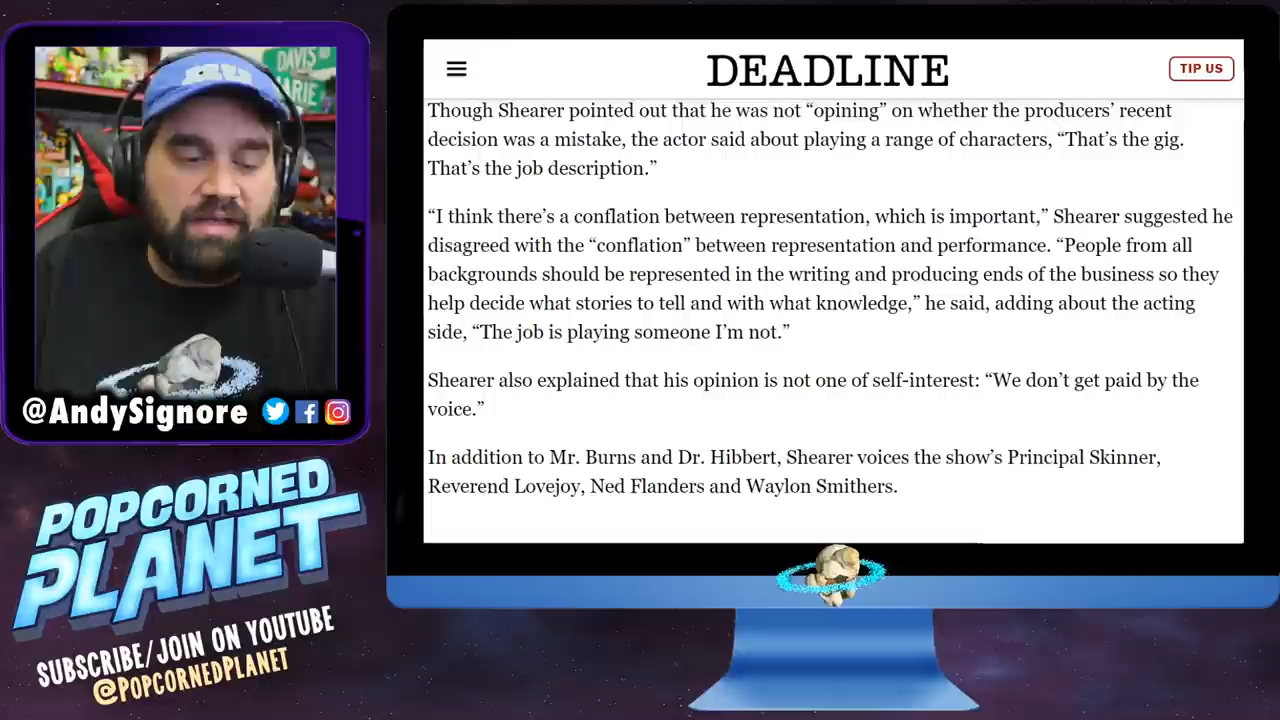 DAVIS
MARIE
@AndySignore
POPCORNED
PLANET
SUBSCRIBE/JOIN ON YOUTUBE
@POPCORNEDPLANET
DEADLINE
TIP US
Though Shearer pointed out that he was not “opining” on whether the producers’ recent
decision was a mistake, the actor said about playing a range of characters, “That’s the gig.
That’s the job description.”
“I think there’s a conflation between representation, which is important,” Shearer suggested he
disagreed with the “conflation” between representation and performance. “People from all
backgrounds should be represented in the writing and producing ends of the business so they
help decide what stories to tell and with what knowledge,” he said, adding about the acting
side, “The job is playing someone I’m not.”
Shearer also explained that his opinion is not one of self-interest: “We don’t get paid by the
voice.”
In addition to Mr. Burns and Dr. Hibbert, Shearer voices the show’s Principal Skinner,
Reverend Lovejoy, Ned Flanders and Waylon Smithers.